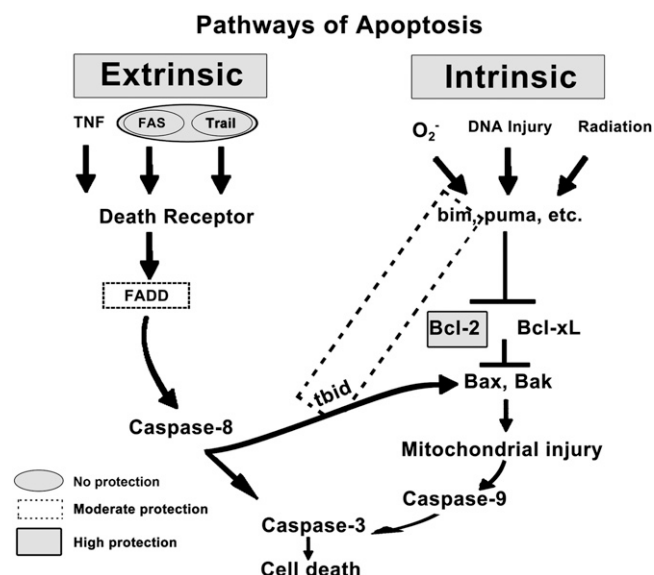 Pathways of Apoptosis
Extrinsic
Intrinsic
TNF FAS Trail
O₂⁻ DNA Injury Radiation
Death Receptor
bim, puma, etc.
FADD
Bcl-2 Bcl-xL
tbid
Bax, Bak
Caspase-8
Mitochondrial injury
No protection
Caspase-9
Moderate protection
Caspase-3
High protection
Cell death